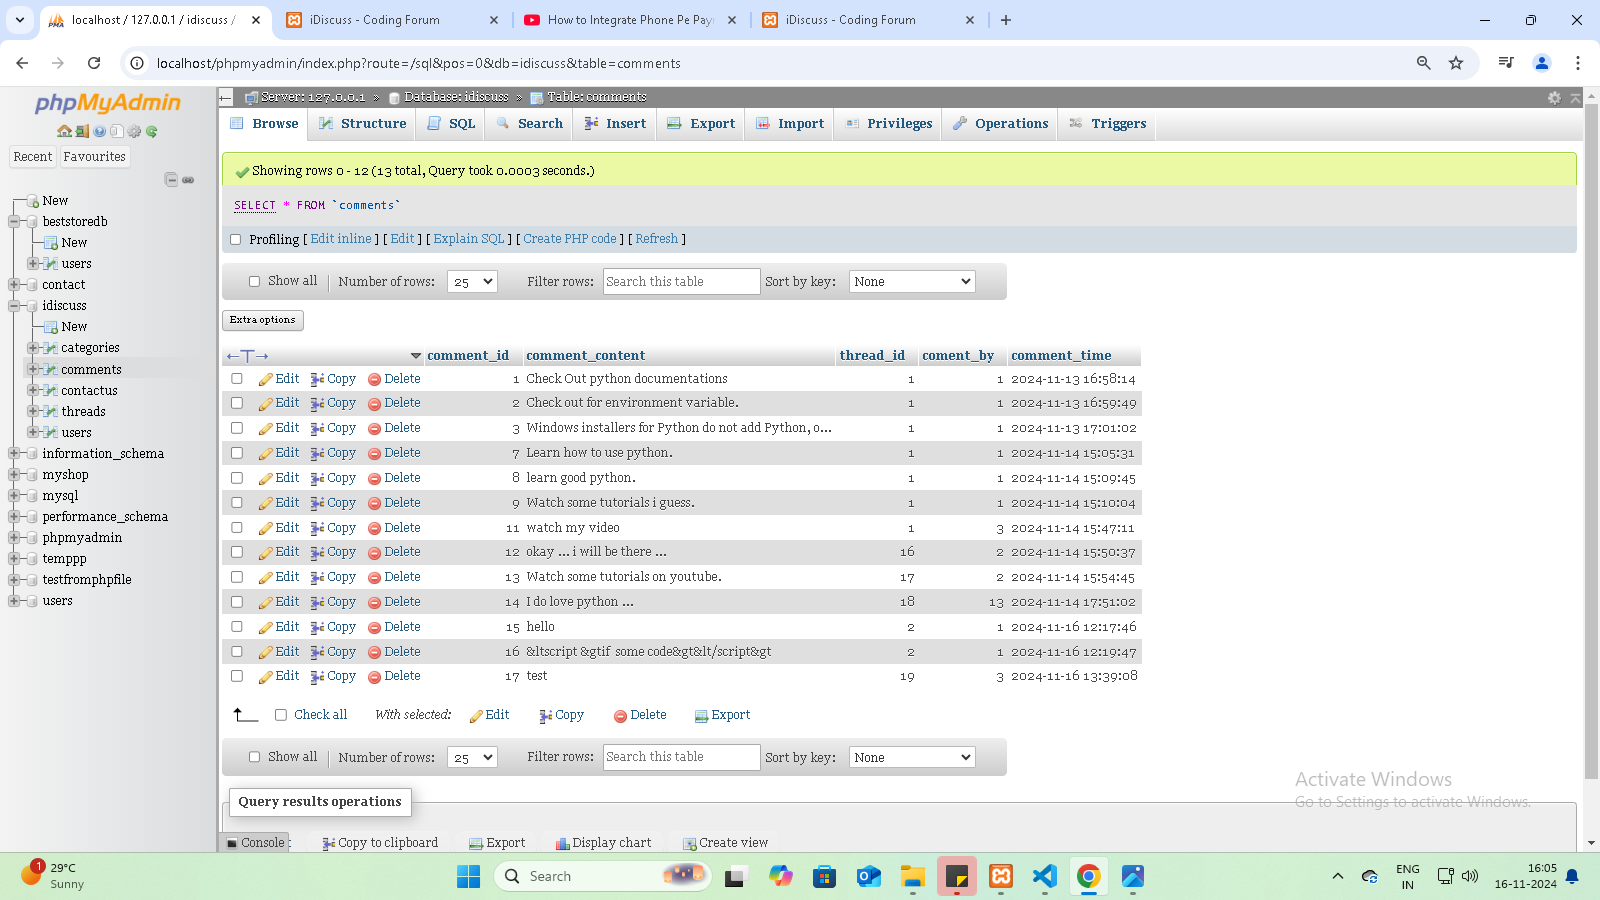 localhost / 127.0.0.1 / idiscuss /
iDiscuss - Coding Forum
How to Integrate Phone Pe Pay
iDiscuss - Coding Forum
localhost/phpmyadmin/index.php?route=/sql&pos=0&db=idiscuss&table=comments
phpMyAdmin
Recent Favourites
New
beststoredb
New
users
contact
idiscuss
New
categories
comments
contactus
threads
users
information_schema
myshop
mysql
performance_schema
phpmyadmin
temppp
testfromphpfile
users
Server: 127.0.0.1 » Database: idiscuss » Table: comments
Browse Structure SQL Search Insert Export Import Privileges Operations Triggers
Showing rows 0 - 12 (13 total, Query took 0.0003 seconds.)
SELECT * FROM `comments`
Profiling [ Edit inline ] [ Edit ] [ Explain SQL ] [ Create PHP code ] [ Refresh ]
Show all Number of rows: 25 Filter rows: Search this table Sort by key: None
Extra options
←T→ comment_id comment_content thread_id coment_by comment_time
Edit Copy Delete 1 Check Out python documentations 1 1 2024-11-13 16:58:14
Edit Copy Delete 2 Check out for environment variable. 1 1 2024-11-13 16:59:49
Edit Copy Delete 3 Windows installers for Python do not add Python, o... 1 1 2024-11-13 17:01:02
Edit Copy Delete 7 Learn how to use python. 1 1 2024-11-14 15:05:31
Edit Copy Delete 8 learn good python. 1 1 2024-11-14 15:09:45
Edit Copy Delete 9 Watch some tutorials i guess. 1 1 2024-11-14 15:10:04
Edit Copy Delete 11 watch my video 1 3 2024-11-14 15:47:11
Edit Copy Delete 12 okay ... i will be there ... 16 2 2024-11-14 15:50:37
Edit Copy Delete 13 Watch some tutorials on youtube. 17 2 2024-11-14 15:54:45
Edit Copy Delete 14 I do love python ... 18 13 2024-11-14 17:51:02
Edit Copy Delete 15 hello 2 1 2024-11-16 12:17:46
Edit Copy Delete 16 &ltscript &gtif some code&gt&lt/script&gt 2 1 2024-11-16 12:19:47
Edit Copy Delete 17 test 19 3 2024-11-16 13:39:08
Check all With selected: Edit Copy Delete Export
Show all Number of rows: 25 Filter rows: Search this table Sort by key: None
Query results operations
Console Copy to clipboard Export Display chart Create view
Activate Windows
Go to Settings to activate Windows.
1
29°C
Sunny
Search
ENG
IN
16:05
16-11-2024